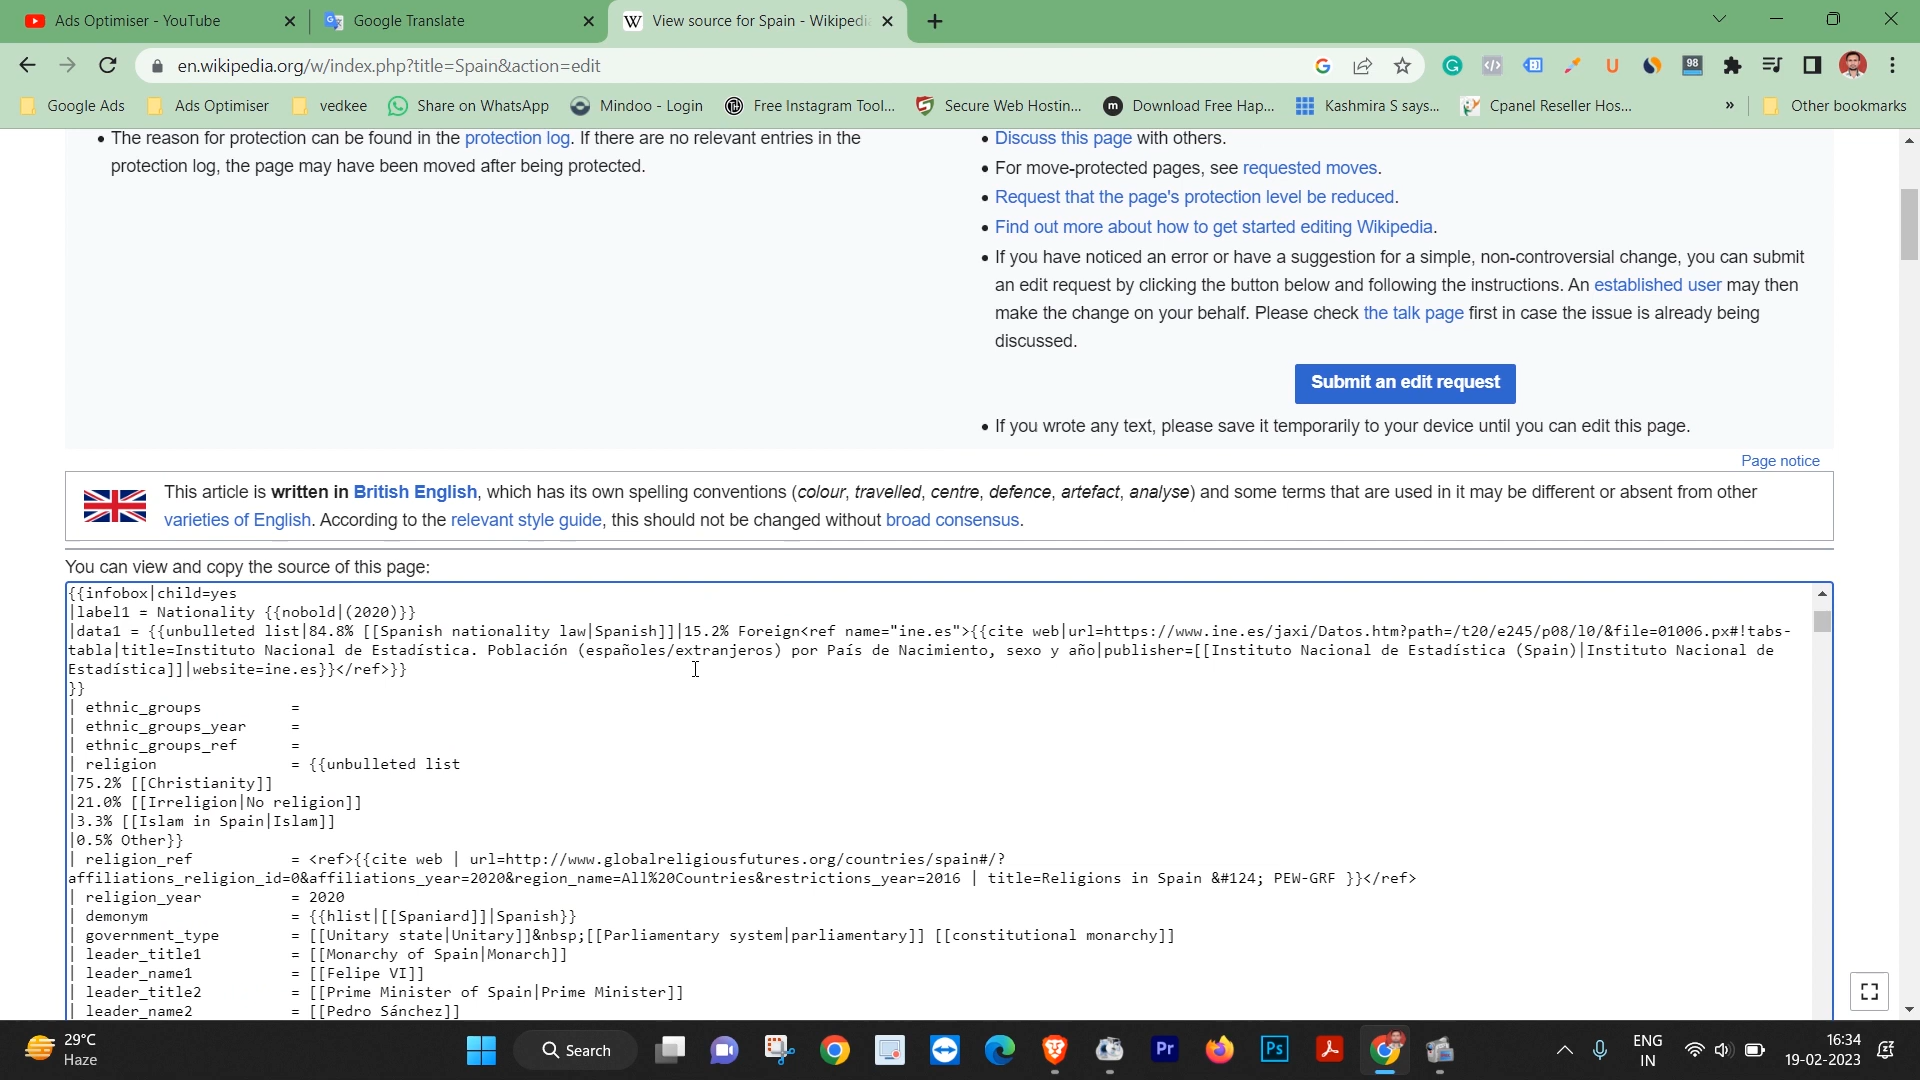 Ads Optimiser - YouTube
Google Translate
View source for Spain - Wikipedi
en.wikipedia.org/w/index.php?title=Spain&action=edit
98
Google Ads
Ads Optimiser
vedkee
Share on WhatsApp
Mindoo - Login
Free Instagram Tool...
Secure Web Hostin...
Download Free Hap...
Kashmira S says...
Cpanel Reseller Hos...
»
Other bookmarks
• The reason for protection can be found in the protection log. If there are no relevant entries in the
protection log, the page may have been moved after being protected.
• Discuss this page with others.
• For move-protected pages, see requested moves.
• Request that the page's protection level be reduced.
• Find out more about how to get started editing Wikipedia.
• If you have noticed an error or have a suggestion for a simple, non-controversial change, you can submit
an edit request by clicking the button below and following the instructions. An established user may then
make the change on your behalf. Please check the talk page first in case the issue is already being
discussed.
Submit an edit request
• If you wrote any text, please save it temporarily to your device until you can edit this page.
Page notice
This article is written in British English, which has its own spelling conventions (colour, travelled, centre, defence, artefact, analyse) and some terms that are used in it may be different or absent from other
varieties of English. According to the relevant style guide, this should not be changed without broad consensus.
You can view and copy the source of this page:
{{infobox|child=yes
|label1 = Nationality {{nobold|(2020)}}
|data1 = {{unbulleted list|84.8% [[Spanish nationality law|Spanish]]|15.2% Foreign<ref name="ine.es">{{cite web|url=https://www.ine.es/jaxi/Datos.htm?path=/t20/e245/p08/l0/&file=01006.px#!tabs-
tabla|title=Instituto Nacional de Estadística. Población (españoles/extranjeros) por País de Nacimiento, sexo y año|publisher=[[Instituto Nacional de Estadística (Spain)|Instituto Nacional de
Estadística]]|website=ine.es}}</ref>}}
}}
| ethnic_groups =
| ethnic_groups_year =
| ethnic_groups_ref =
| religion = {{unbulleted list
|75.2% [[Christianity]]
|21.0% [[Irreligion|No religion]]
|3.3% [[Islam in Spain|Islam]]
|0.5% Other}}
| religion_ref = <ref>{{cite web | url=http://www.globalreligiousfutures.org/countries/spain#/?
affiliations_religion_id=0&affiliations_year=2020&region_name=All%20Countries&restrictions_year=2016 | title=Religions in Spain &#124; PEW-GRF }}</ref>
| religion_year = 2020
| demonym = {{hlist|[[Spaniard]]|Spanish}}
| government_type = [[Unitary state|Unitary]]&nbsp;[[Parliamentary system|parliamentary]] [[constitutional monarchy]]
| leader_title1 = [[Monarchy of Spain|Monarch]]
| leader_name1 = [[Felipe VI]]
| leader_title2 = [[Prime Minister of Spain|Prime Minister]]
| leader_name2 = [[Pedro Sánchez]]
29°C
Haze
Search
Pr
Ps
ENG
IN
16:34
19-02-2023